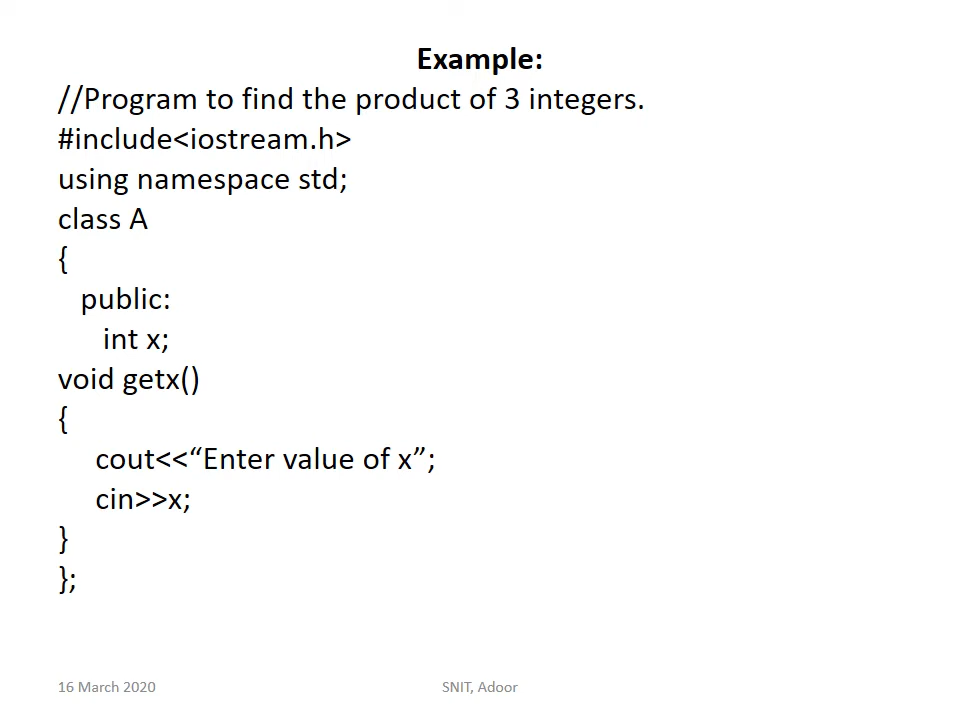 Example:
//Program to find the product of 3 integers.
#include<iostream.h>
using namespace std;
class A
{
public:
int x;
void getx()
{
cout<<“Enter value of x”;
cin>>x;
}
};
16 March 2020
SNIT, Adoor